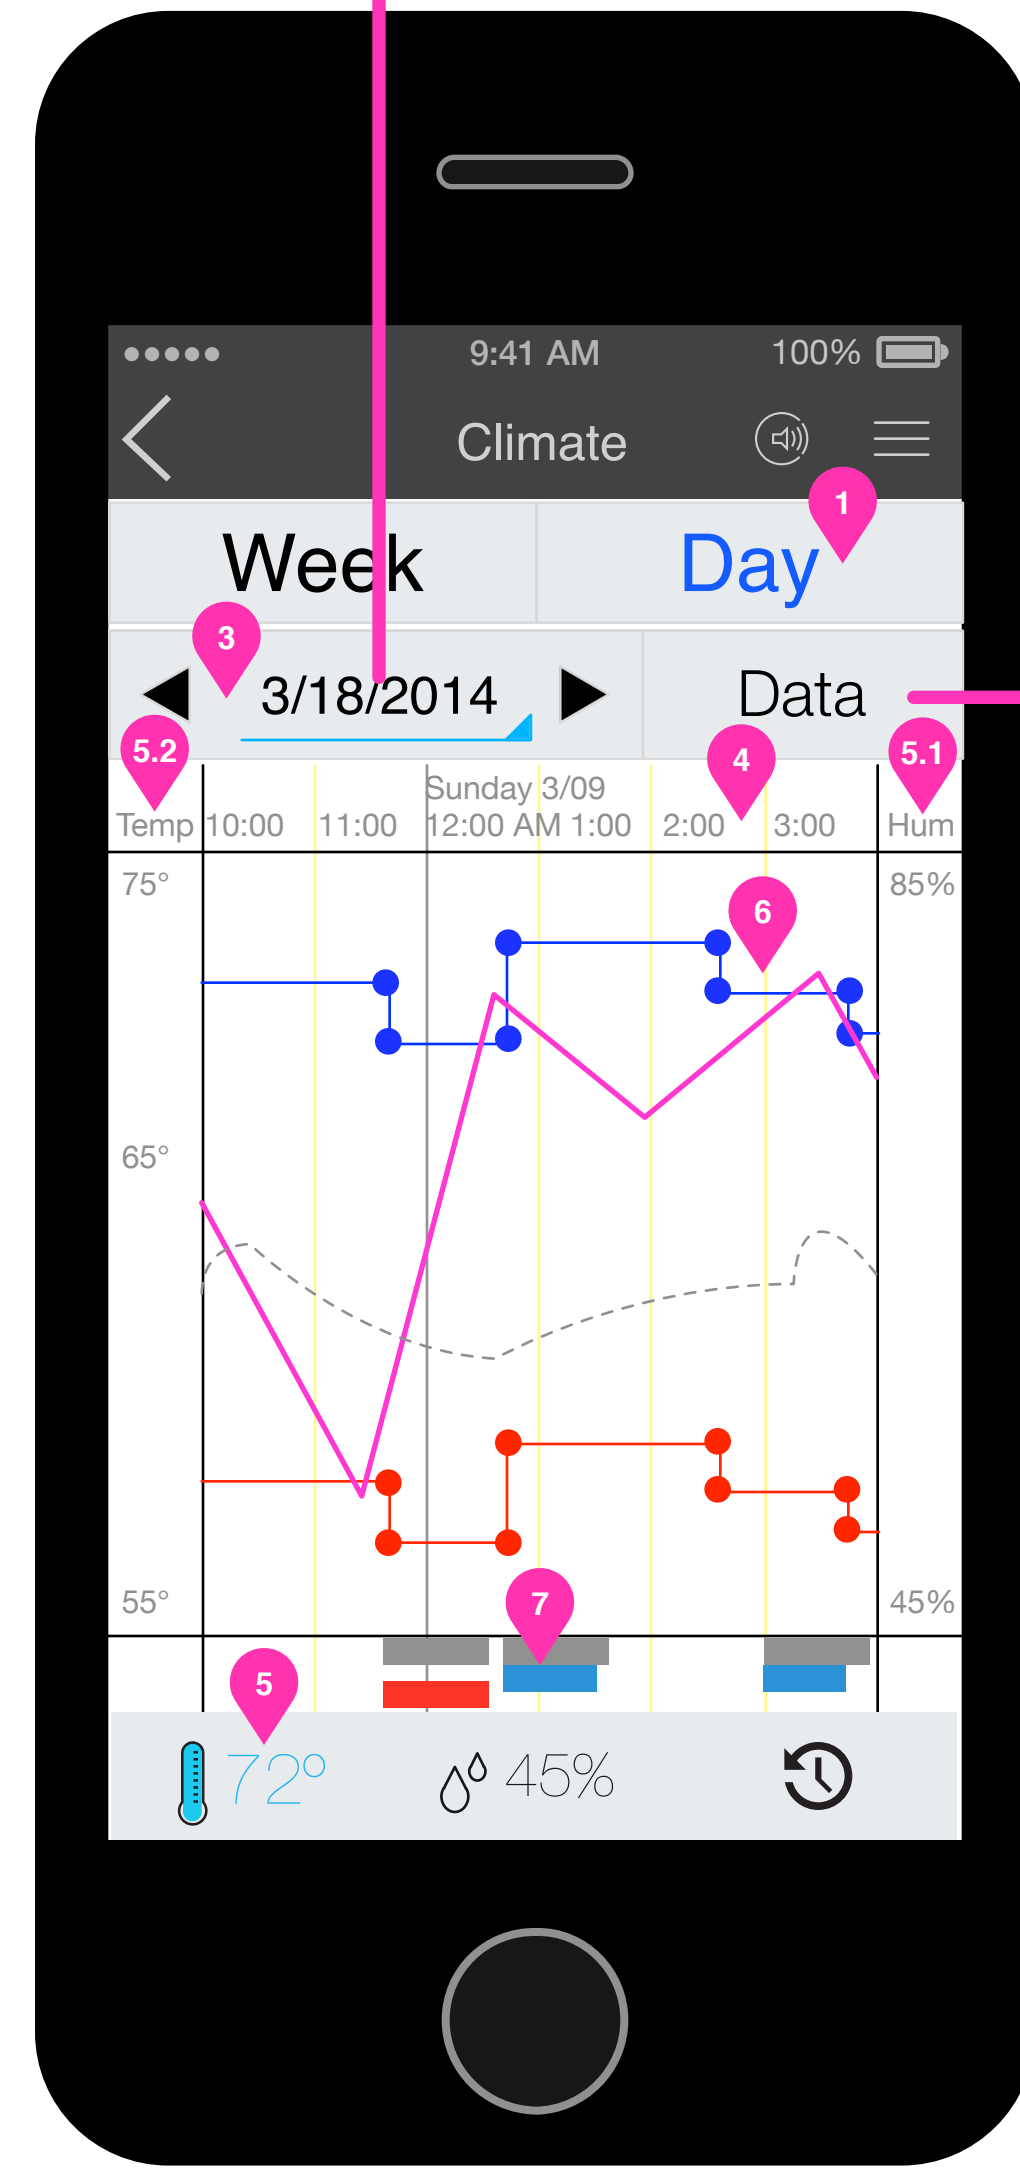 9:41 AM 100%
Climate
1
Week Day
3
3/18/2014 Data
5.2 4 5.1
Sunday 3/09
Temp 10:00 11:00 12:00 AM 1:00 2:00 3:00 Hum
75° 85%
6
65°
55° 45%
7
5
72° 45%